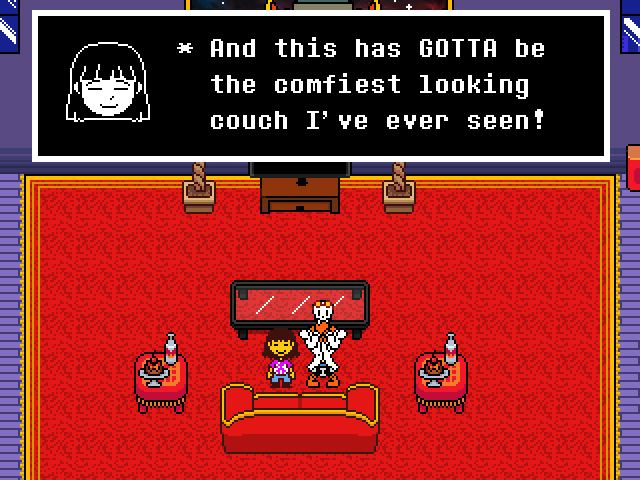 * And this has GOTTA be
the comfiest looking
couch I've ever seen!